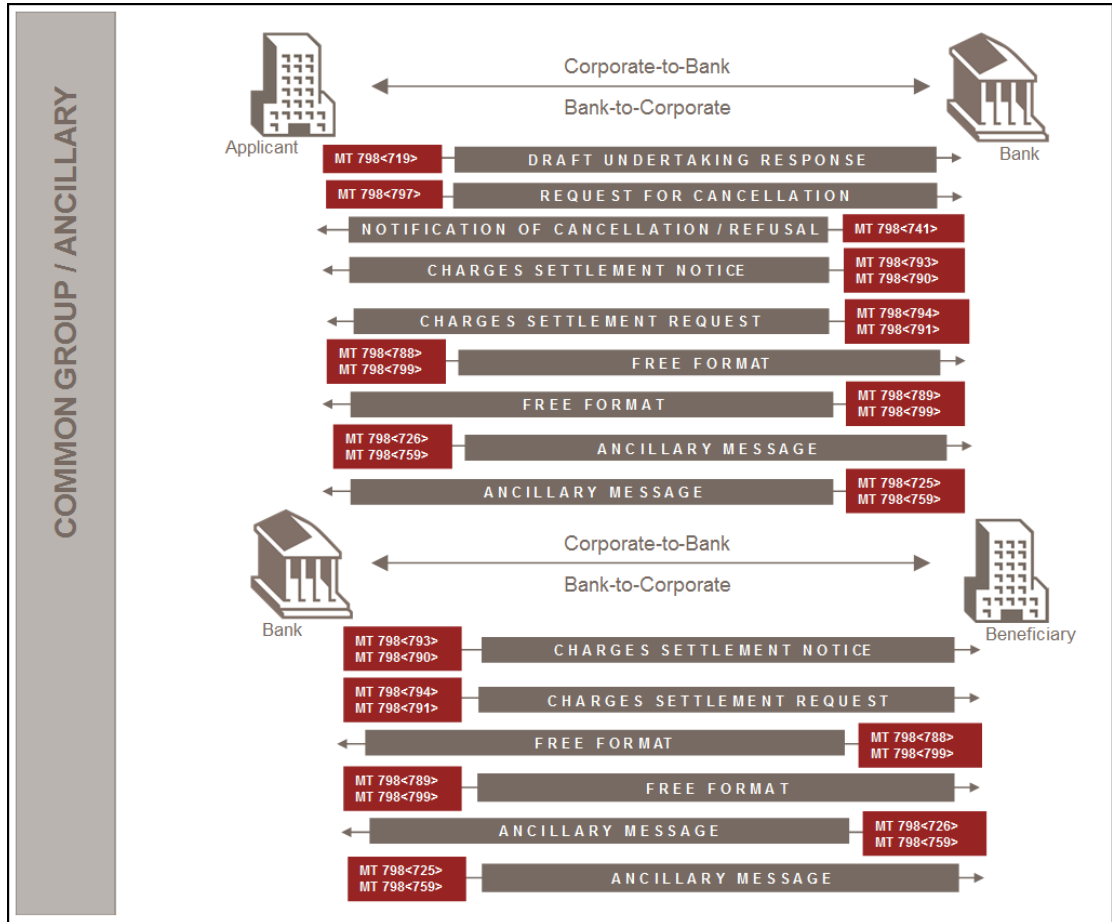 COMMON GROUP / ANCILLARY
Corporate-to-Bank
Bank-to-Corporate
Applicant
Bank
MT 798<719>
DRAFT UNDERTAKING RESPONSE
MT 798<797>
REQUEST FOR CANCELLATION
NOTIFICATION OF CANCELLATION / REFUSAL
MT 798<741>
CHARGES SETTLEMENT NOTICE
MT 798<793>
MT 798<790>
CHARGES SETTLEMENT REQUEST
MT 798<794>
MT 798<791>
MT 798<788>
MT 798<799>
FREE FORMAT
FREE FORMAT
MT 798<789>
MT 798<799>
MT 798<726>
MT 798<759>
ANCILLARY MESSAGE
ANCILLARY MESSAGE
MT 798<725>
MT 798<759>
Corporate-to-Bank
Bank-to-Corporate
Bank
Beneficiary
MT 798<793>
MT 798<790>
CHARGES SETTLEMENT NOTICE
MT 798<794>
MT 798<791>
CHARGES SETTLEMENT REQUEST
FREE FORMAT
MT 798<788>
MT 798<799>
MT 798<789>
MT 798<799>
FREE FORMAT
ANCILLARY MESSAGE
MT 798<726>
MT 798<759>
MT 798<725>
MT 798<759>
ANCILLARY MESSAGE